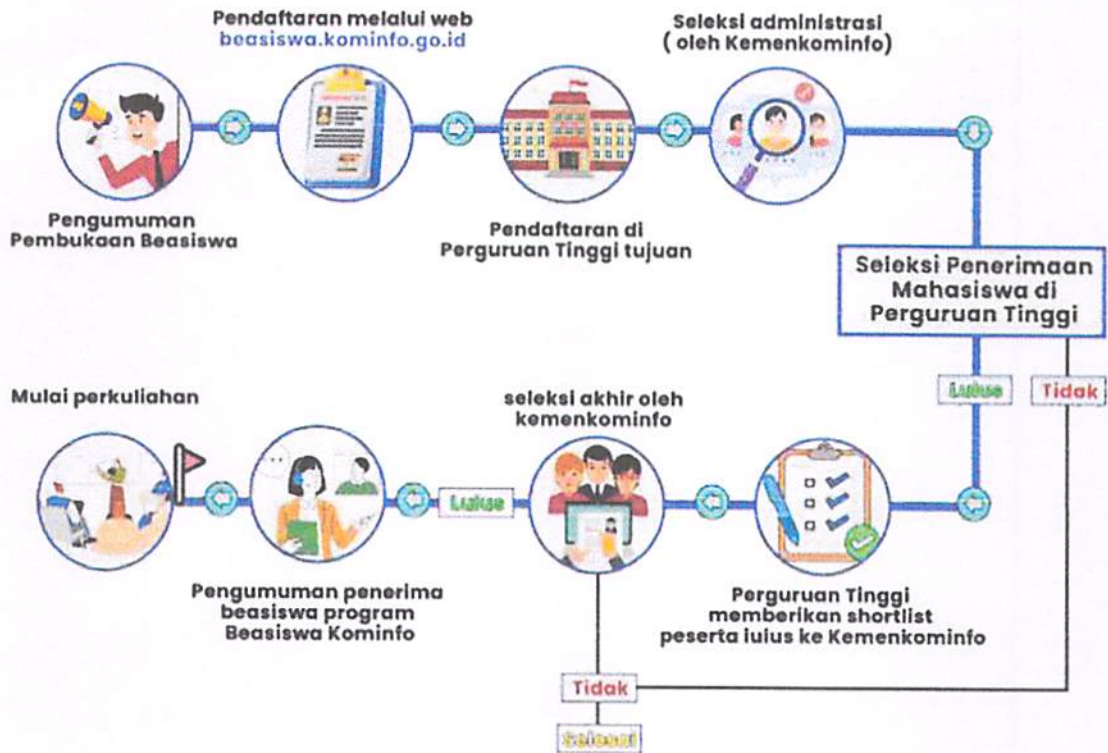 Pendaftaran melalui web
beasiswa.kominfo.go.id
Seleksi administrasi
( oleh Kemenkominfo)
Pengumuman
Pembukaan Beasiswa
Pendaftaran di
Perguruan Tinggi tujuan
Seleksi Penerimaan
Mahasiswa di
Perguruan Tinggi
Lulus
Tidak
Mulai perkuliahan
seleksi akhir oleh
kemenkominfo
Lulus
Pengumuman penerima
beasiswa program
Beasiswa Kominfo
Perguruan Tinggi
memberikan shortlist
peserta lulus ke Kemenkominfo
Tidak
Selesai